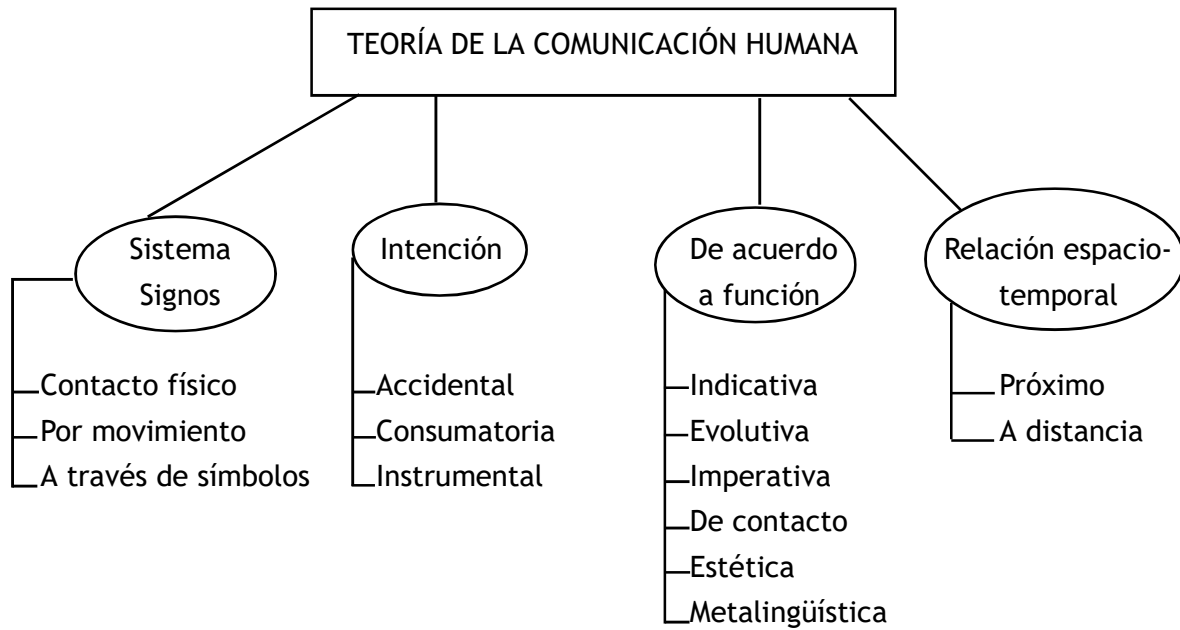 TEORÍA DE LA COMUNICACIÓN HUMANA
Sistema
Signos
Contacto físico
Por movimiento
A través de símbolos
Intención
Accidental
Consumatoria
Instrumental
De acuerdo
a función
Indicativa
Evolutiva
Imperativa
De contacto
Estética
Metalingüística
Relación espacio-
temporal
Próximo
A distancia